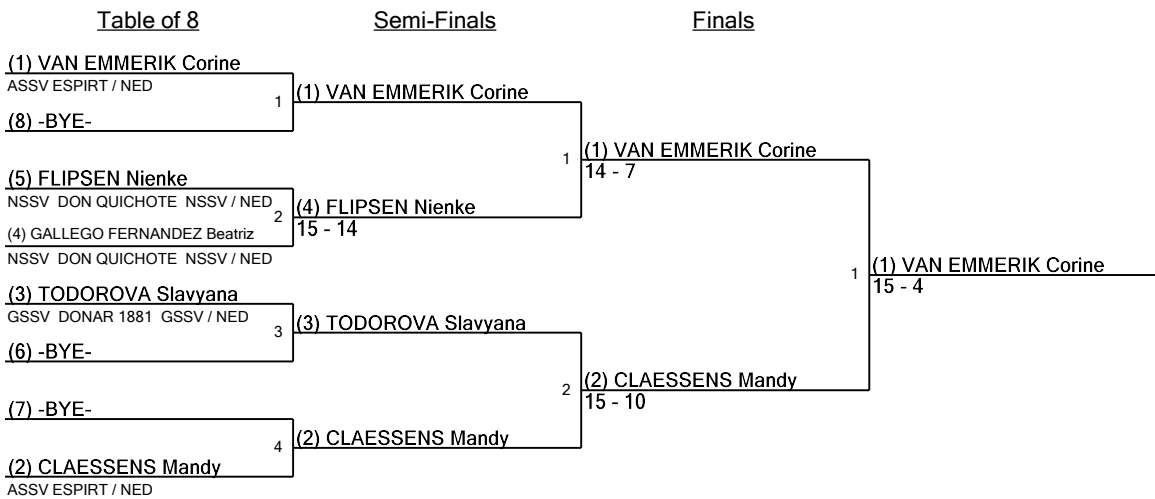 Table of 8
Semi-Finals
Finals
(1) VAN EMMERIK Corine
ASSV ESPIRT / NED
1
(8) -BYE-
(5) FLIPSEN Nienke
NSSV DON QUICHOTE NSSV / NED
2
(4) GALLEGO FERNANDEZ Beatriz
NSSV DON QUICHOTE NSSV / NED
(3) TODOROVA Slavyana
GSSV DONAR 1881 GSSV / NED
3
(6) -BYE-
(7) -BYE-
4
(2) CLAESSENS Mandy
ASSV ESPIRT / NED
(1) VAN EMMERIK Corine
1
(4) FLIPSEN Nienke
15 - 14
(3) TODOROVA Slavyana
2
(2) CLAESSENS Mandy
(1) VAN EMMERIK Corine
14 - 7
1
(2) CLAESSENS Mandy
15 - 10
(1) VAN EMMERIK Corine
15 - 4